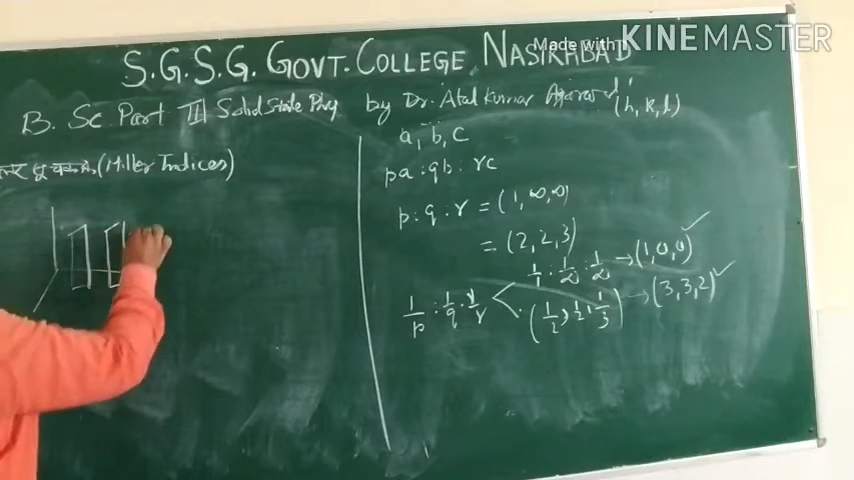 Made with KINEMASTER
S.G.S.G. GOVT. COLLEGE NASIRABAD
B. Sc. Part III Solid State Phy by Dr. Atal Kumar Agarwal (h, k, l)
(Miller Indices)
a, b, c
pa : qb : rc
p : q : r = (1, ∞, ∞)
= (2, 2, 3)
1/1 : 1/∞ : 1/∞ → (1, 0, 0) ✓
1/p : 1/q : 1/r < (1/2, 1/2, 1/3) → (3, 3, 2) ✓